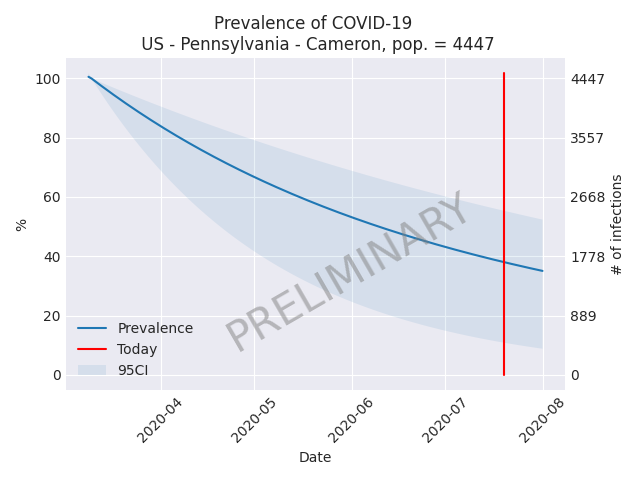 Prevalence of COVID-19
US - Pennsylvania - Cameron, pop. = 4447
100
80
60
40
20
0
%
4447
3557
2668
1778
889
0
# of infections
PRELIMINARY
Prevalence
Today
95CI
2020-04
2020-05
2020-06
2020-07
2020-08
Date